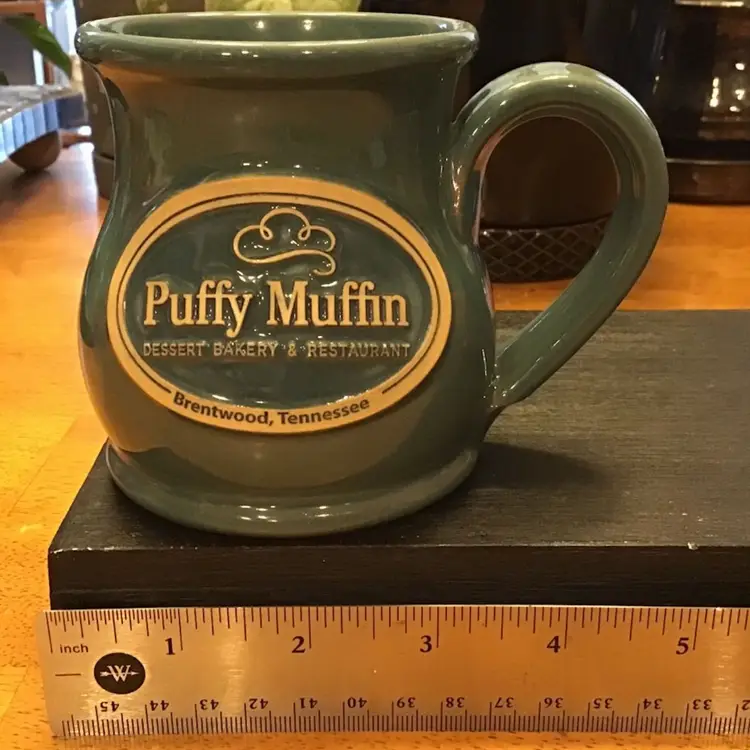 Puffy Muffin
DESSERT BAKERY & RESTAURANT
Brentwood, Tennessee
inch 1 2 3 4 5
W
45 44 43 42 41 40 39 38 37 36 35 34 33